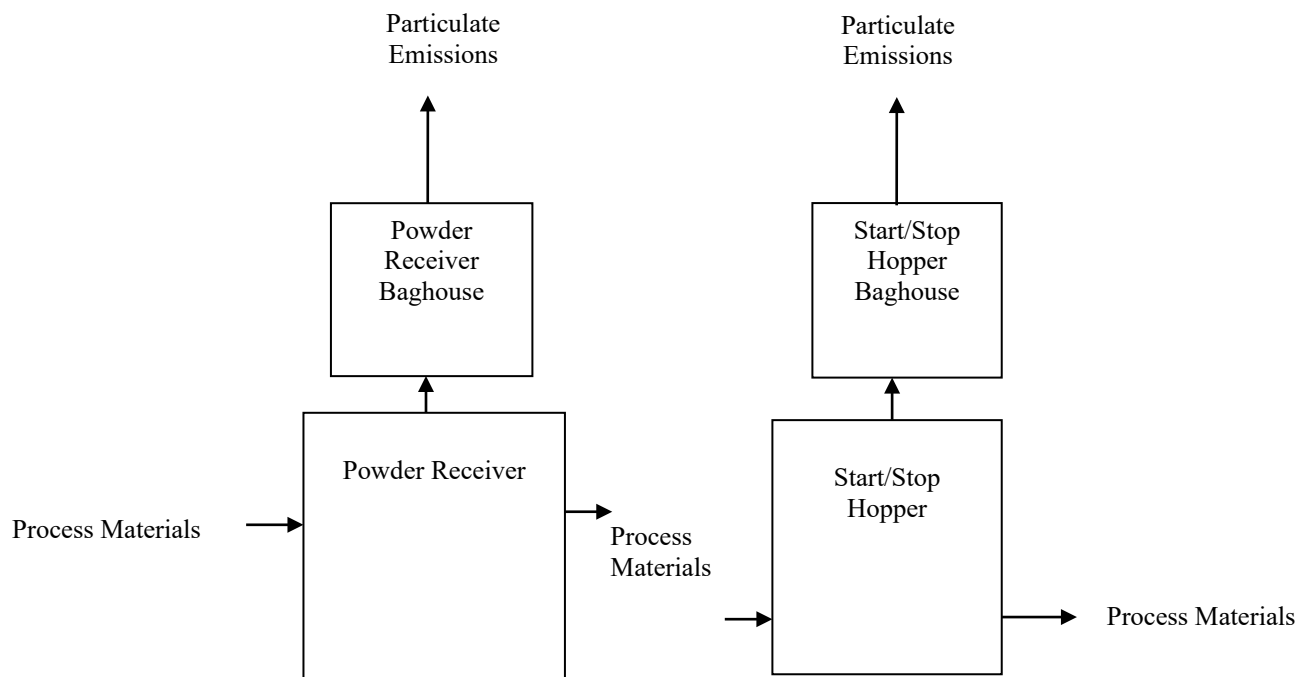 Particulate
Emissions
Particulate
Emissions
Powder
Receiver
Baghouse
Start/Stop
Hopper
Baghouse
Powder Receiver
Start/Stop
Hopper
Process Materials
Process
Materials
Process Materials